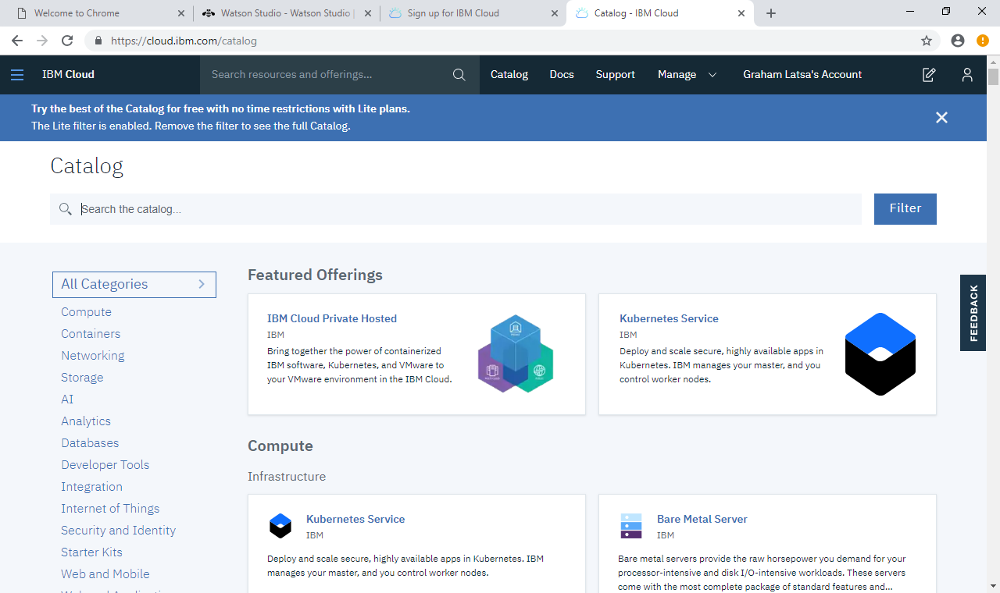 Welcome to Chrome
Watson Studio - Watson Studio |
Sign up for IBM Cloud
Catalog - IBM Cloud
https://cloud.ibm.com/catalog
IBM Cloud
Search resources and offerings...
Catalog
Docs
Support
Manage
Graham Latsa's Account
Try the best of the Catalog for free with no time restrictions with Lite plans.
The Lite filter is enabled. Remove the filter to see the full Catalog.
Catalog
Search the catalog...
Filter
All Categories
Compute
Containers
Networking
Storage
AI
Analytics
Databases
Developer Tools
Integration
Internet of Things
Security and Identity
Starter Kits
Web and Mobile
Featured Offerings
IBM Cloud Private Hosted
IBM
Bring together the power of containerized
IBM software, Kubernetes, and VMware to
your VMware environment in the IBM Cloud.
Kubernetes Service
IBM
Deploy and scale secure, highly available apps in
Kubernetes. IBM manages your master, and you
control worker nodes.
Compute
Infrastructure
Kubernetes Service
IBM
Deploy and scale secure, highly available apps in Kubernetes. IBM
manages your master, and you control worker nodes.
Bare Metal Server
IBM
Bare metal servers provide the raw horsepower you demand for your
processor-intensive and disk I/O-intensive workloads. These servers
come with the most complete package of standard features and...
FEEDBACK